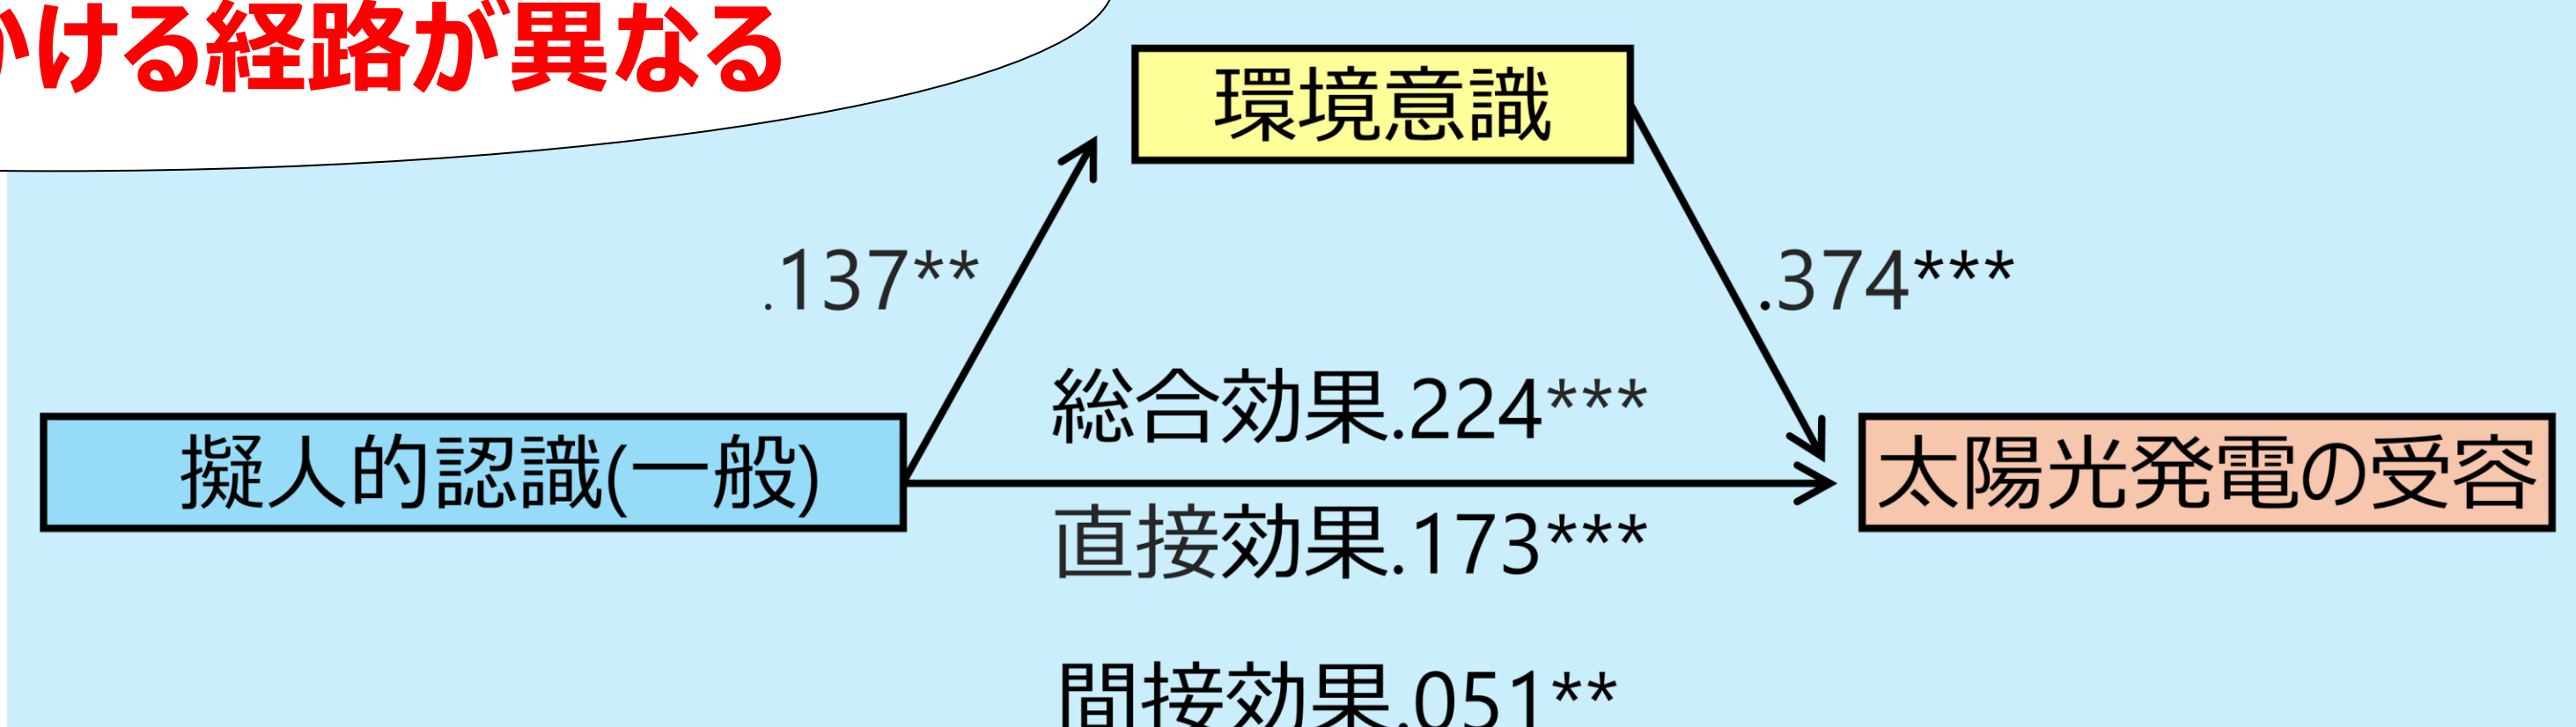 ける経路が異なる
環境意識
.137**
.374***
総合効果.224***
擬人的認識(一般)
太陽光発電の受容
直接効果.173***
間接効果.051**